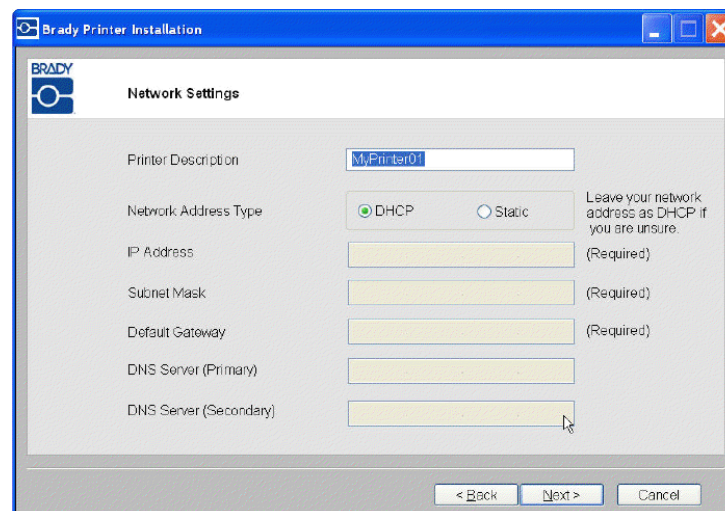 Brady Printer Installation
BRADY
Network Settings
Printer Description
MyPrinter01
Network Address Type
DHCP
Static
Leave your network
address as DHCP if
you are unsure.
IP Address
(Required)
Subnet Mask
(Required)
Default Gateway
(Required)
DNS Server (Primary)
DNS Server (Secondary)
< Back
Next >
Cancel